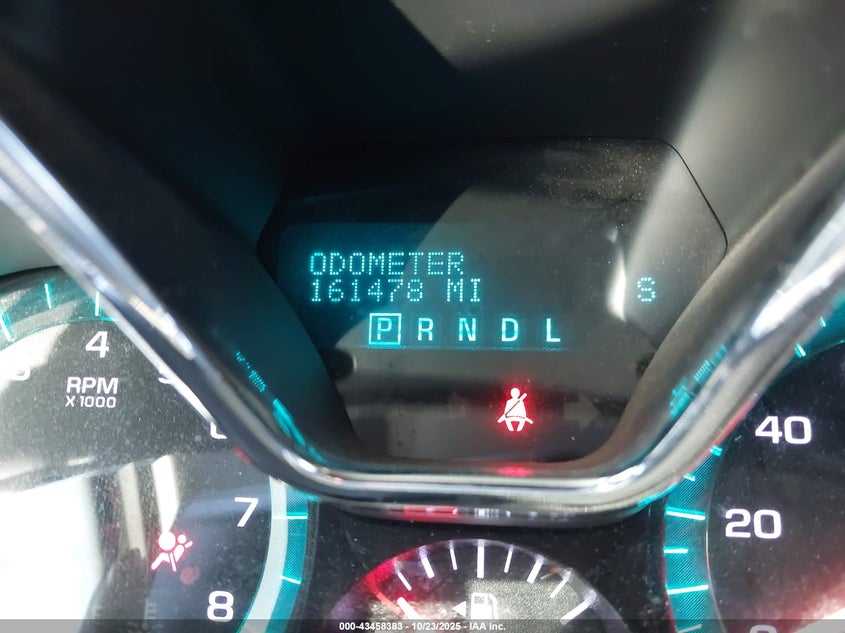 ODOMETER
161478 MI S
P R N D L
4
RPM
X 1000
7
8
40
20
000-43458383 - 10/23/2025 - IAA Inc.